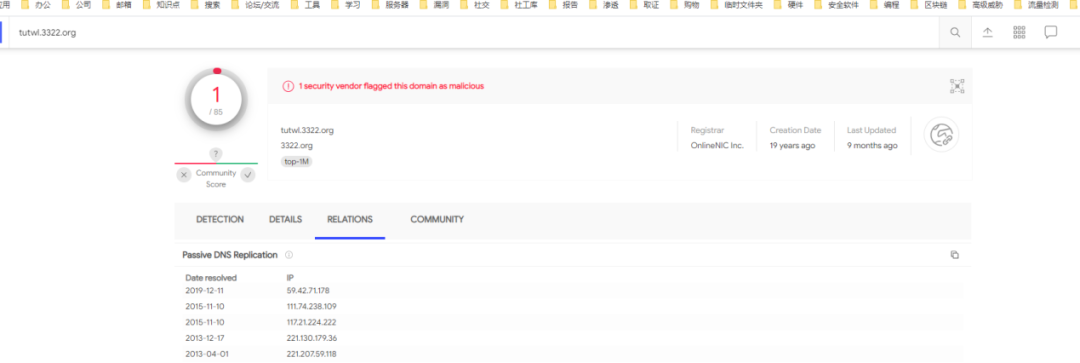 应用 办公 公司 邮箱 知识点 搜索 论坛/交流 工具 学习 服务器 漏洞 社交 社工库 报告 渗透 取证 购物 临时文件夹 硬件 安全软件 编程 区块链 高级威胁 流量检测
tutwl.3322.org
1
/ 85
?
Community
Score
1 security vendor flagged this domain as malicious
tutwl.3322.org
3322.org
top-1M
Registrar
OnlineNIC Inc.
Creation Date
19 years ago
Last Updated
9 months ago
DETECTION DETAILS RELATIONS COMMUNITY
Passive DNS Replication
Date resolved IP
2019-12-11 59.42.71.178
2015-11-10 111.74.238.109
2015-11-10 117.21.224.222
2013-12-17 221.130.179.36
2013-04-01 221.207.59.118